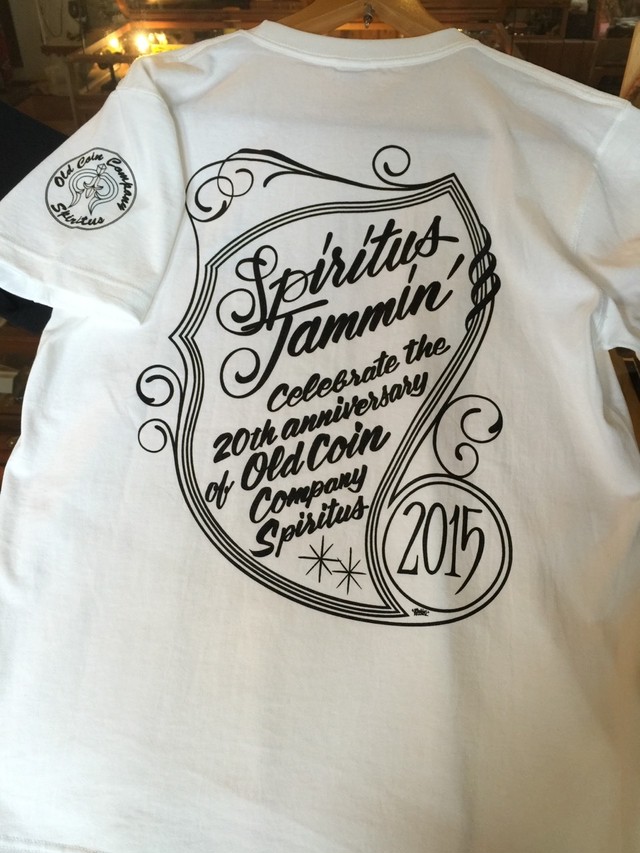 Old Coin Company
Spiritus
Spiritus
Jammin'
Celebrate the
20th anniversary
of Old Coin
Company
Spiritus
2015